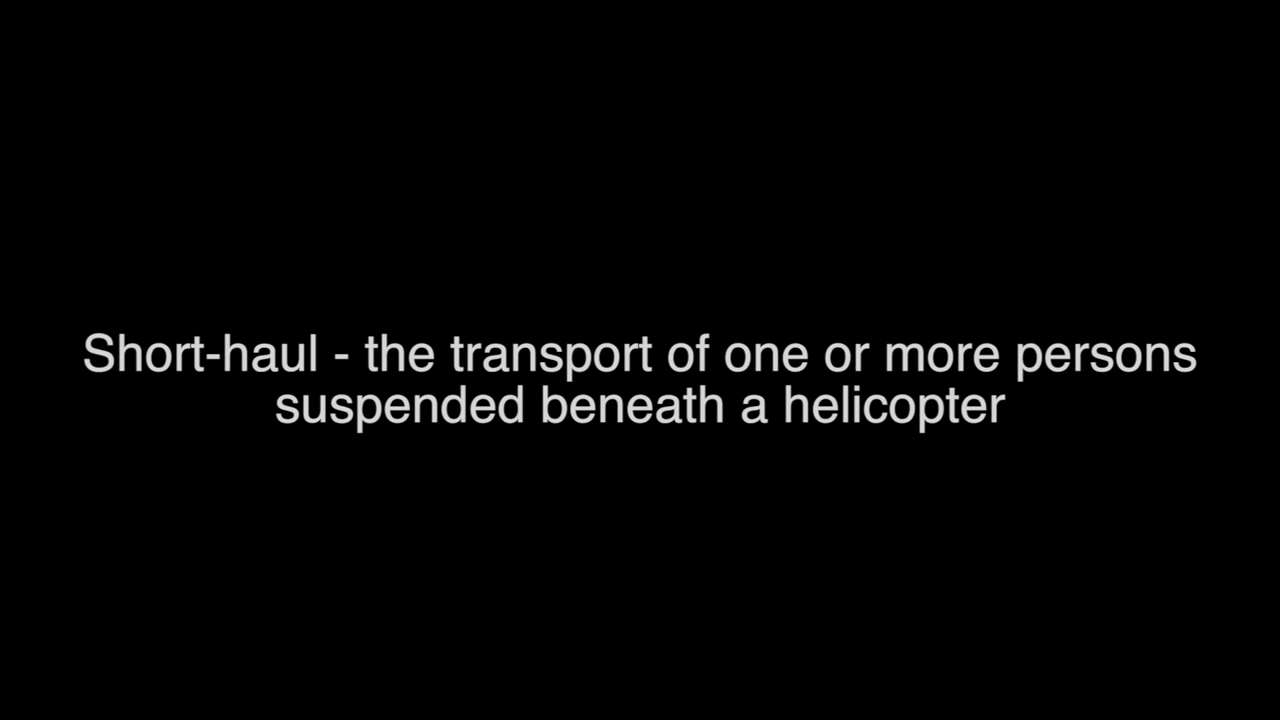 Short-haul - the transport of one or more persons
suspended beneath a helicopter